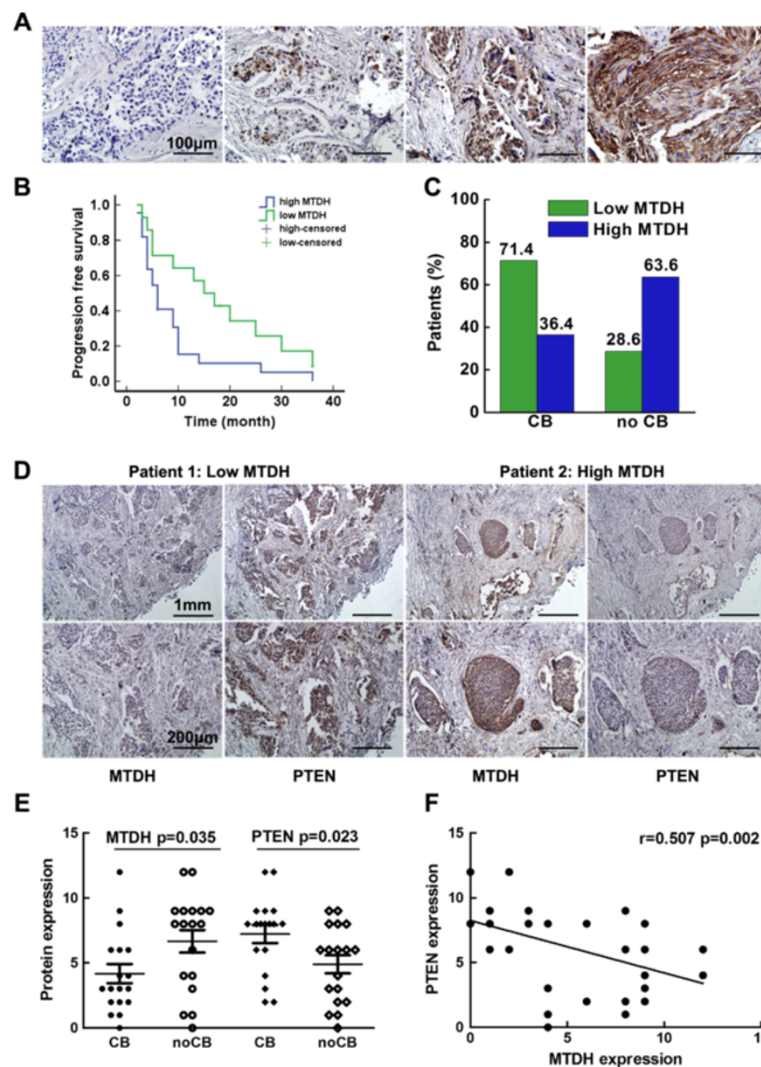 A
100µm
B
high MTDH
low MTDH
high-censored
low-censored
Progression free survival
1.0
0.8
0.6
0.4
0.2
0.0
0 10 20 30 40
Time (month)
C
Low MTDH
High MTDH
Patients (%)
100
80
60
40
20
0
71.4
36.4
28.6
63.6
CB no CB
D
Patient 1: Low MTDH
Patient 2: High MTDH
1mm
200µm
MTDH PTEN MTDH PTEN
E
MTDH p=0.035
PTEN p=0.023
Protein expression
15
10
5
0
CB noCB CB noCB
F
r=0.507 p=0.002
PTEN expression
15
10
5
0
0 5 10
MTDH expression